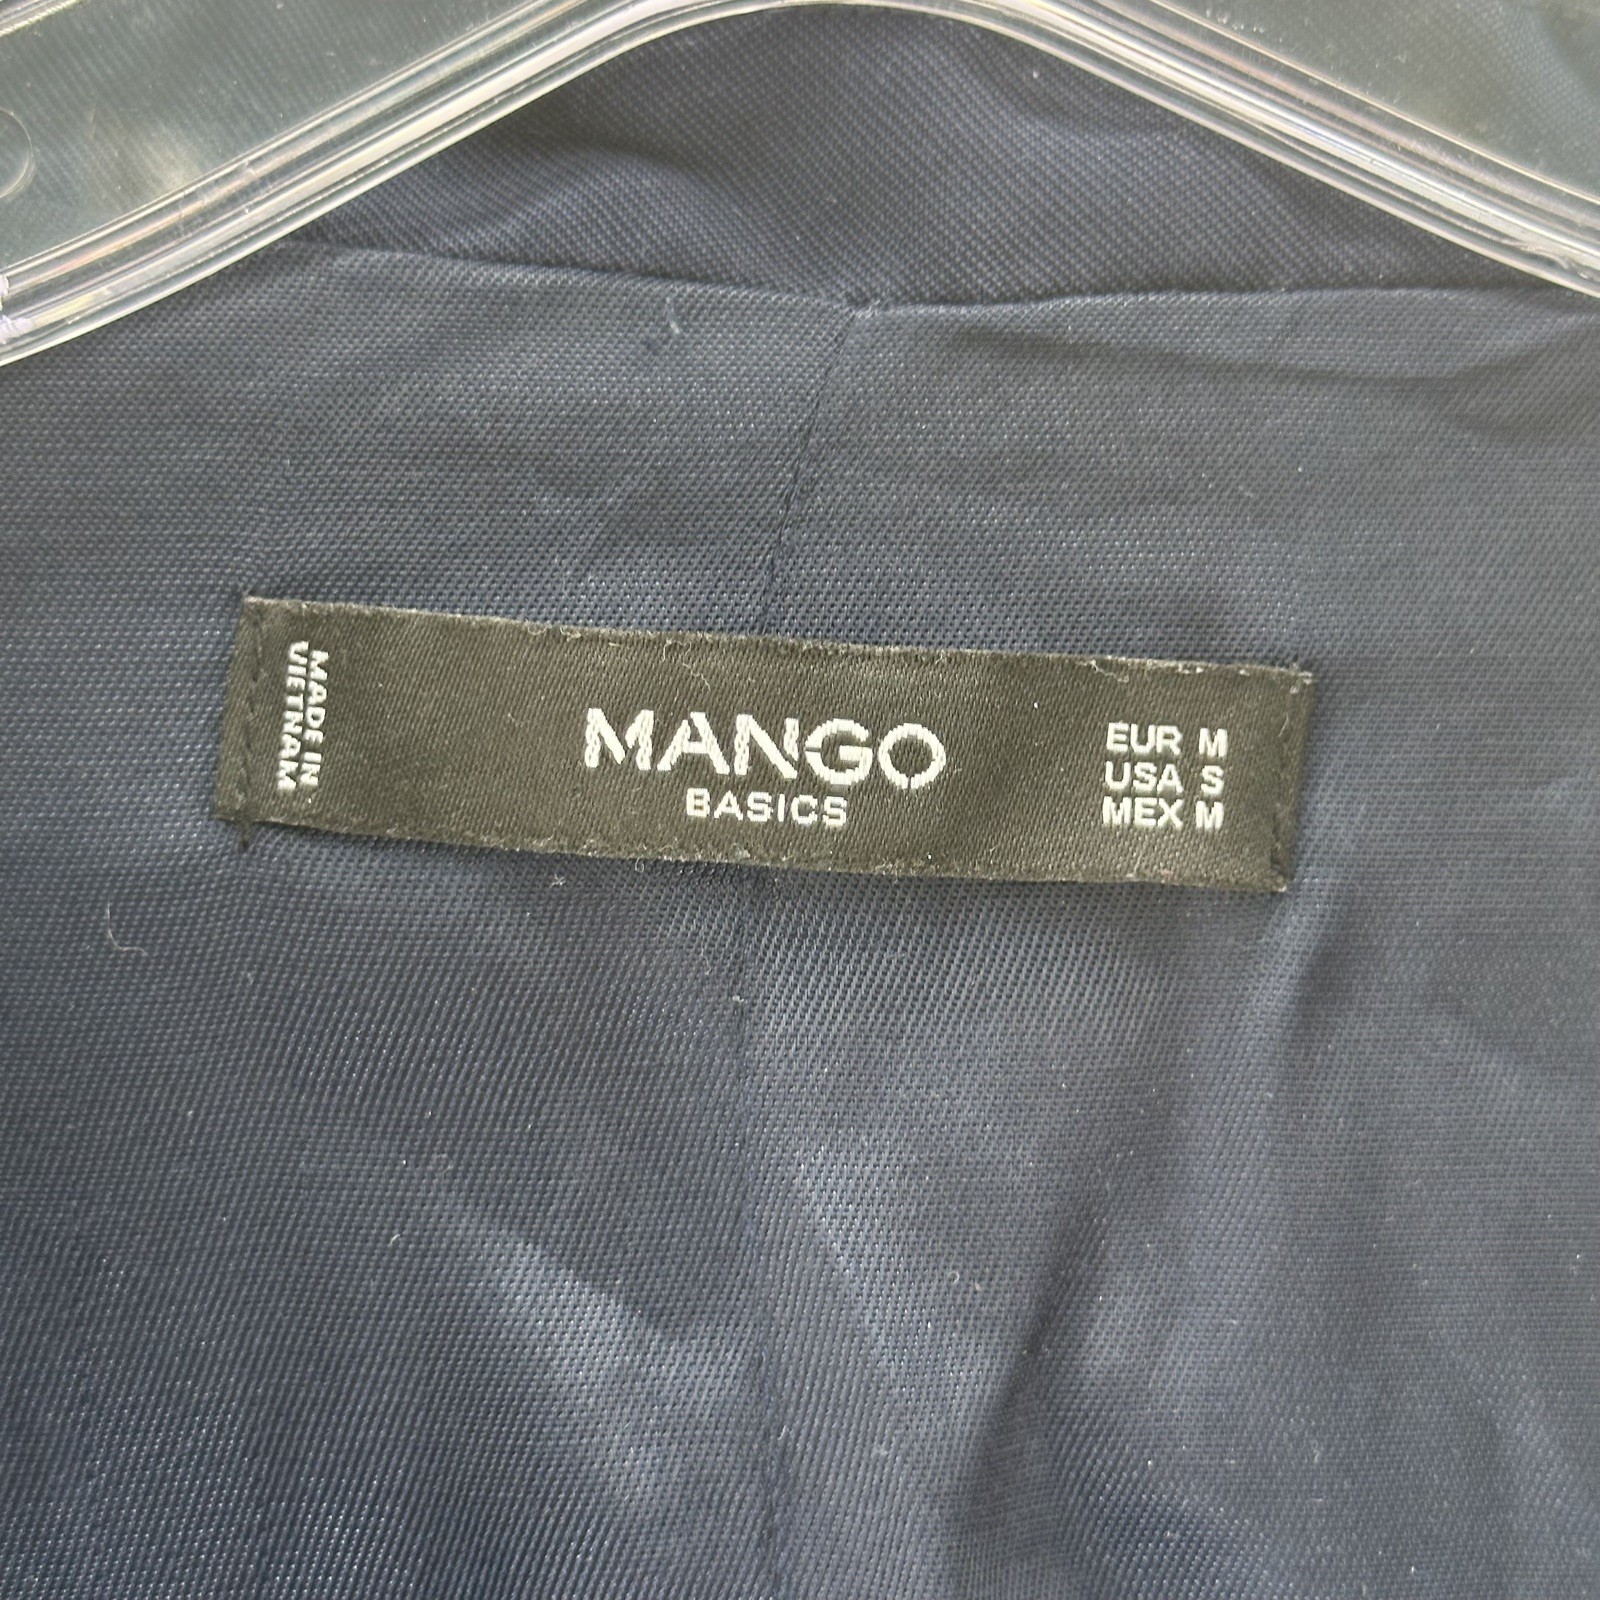 MADE IN
VIETNAM
MANGO
BASICS
EUR M
USA S
MEX M